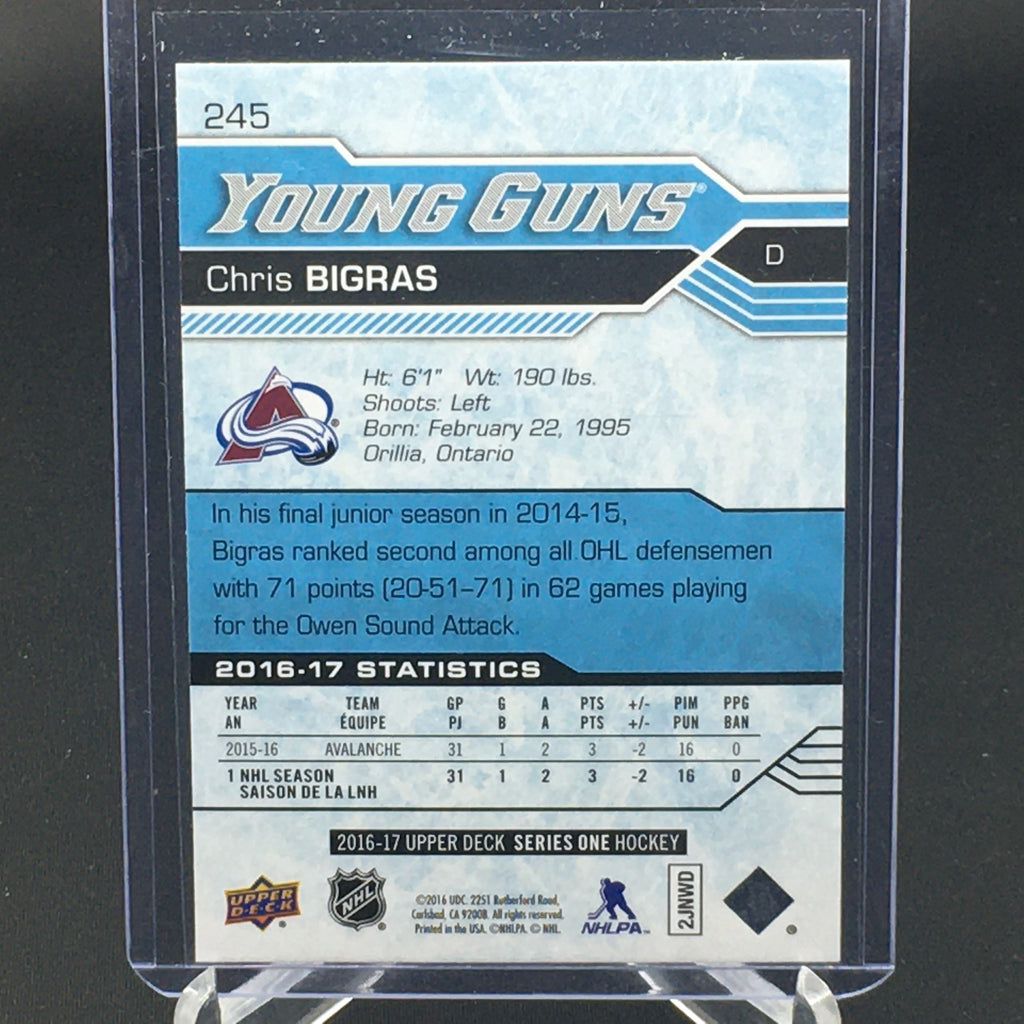 245
YOUNG GUNS®
D
Chris BIGRAS
Ht: 6'1" Wt: 190 lbs.
Shoots: Left
Born: February 22, 1995
Orillia, Ontario
In his final junior season in 2014-15,
Bigras ranked second among all OHL defensemen
with 71 points (20-51–71) in 62 games playing
for the Owen Sound Attack.
2016-17 STATISTICS
YEAR TEAM GP G A PTS +/- PIM PPG
AN ÉQUIPE PJ B A PTS +/- PUN BAN
2015-16 AVALANCHE 31 1 2 3 -2 16 0
1 NHL SEASON 31 1 2 3 -2 16 0
SAISON DE LA LNH
2016-17 UPPER DECK SERIES ONE HOCKEY
UPPER
DECK
NHL
©2016 UDC. 2251 Rutherford Road,
Carlsbad, CA 92008. All rights reserved.
Printed in the USA. ©NHLPA. © NHL.
NHLPA™
2JNWD